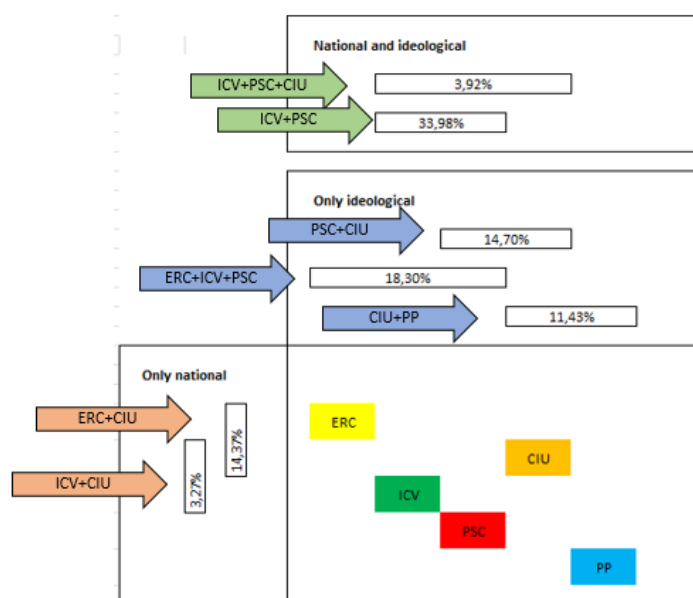 National and ideological
ICV+PSC+CIU
3,92%
ICV+PSC
33,98%
Only ideological
PSC+CIU
14,70%
ERC+ICV+PSC
18,30%
CIU+PP
11,43%
Only national
ERC+CIU
14,37%
ICV+CIU
3,27%
ERC
CIU
ICV
PSC
PP